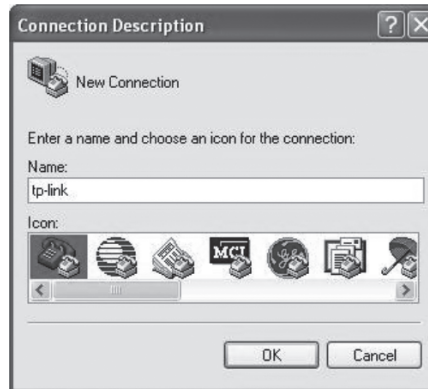 Connection Description
New Connection
Enter a name and choose an icon for the connection:
Name:
tp-link
Icon:
MCI
OK
Cancel